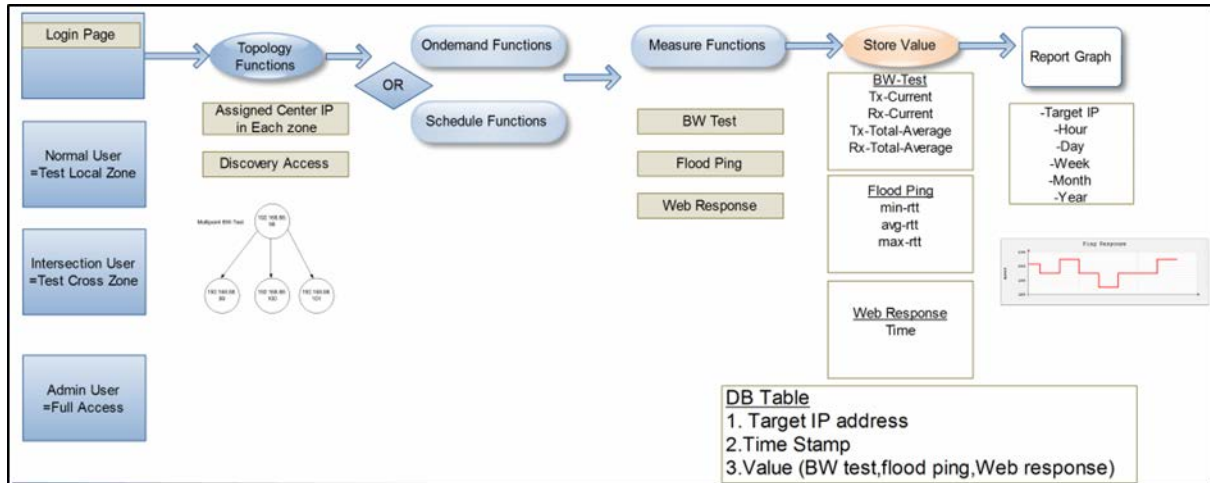 Login Page
Topology
Functions
Ondemand Functions
OR
Schedule Functions
Measure Functions
Store Value
Report Graph
Normal User
=Test Local Zone
Intersection User
=Test Cross Zone
Admin User
=Full Access
Assigned Center IP
in Each zone
Discovery Access
Multipoint BW-Test
BW Test
Flood Ping
Web Response
BW-Test
Tx-Current
Rx-Current
Tx-Total-Average
Rx-Total-Average
Flood Ping
min-rtt
avg-rtt
max-rtt
Web Response
Time
-Target IP
-Hour
-Day
-Week
-Month
-Year
Ping Response
DB Table
1. Target IP address
2.Time Stamp
3.Value (BW test,flood ping,Web response)